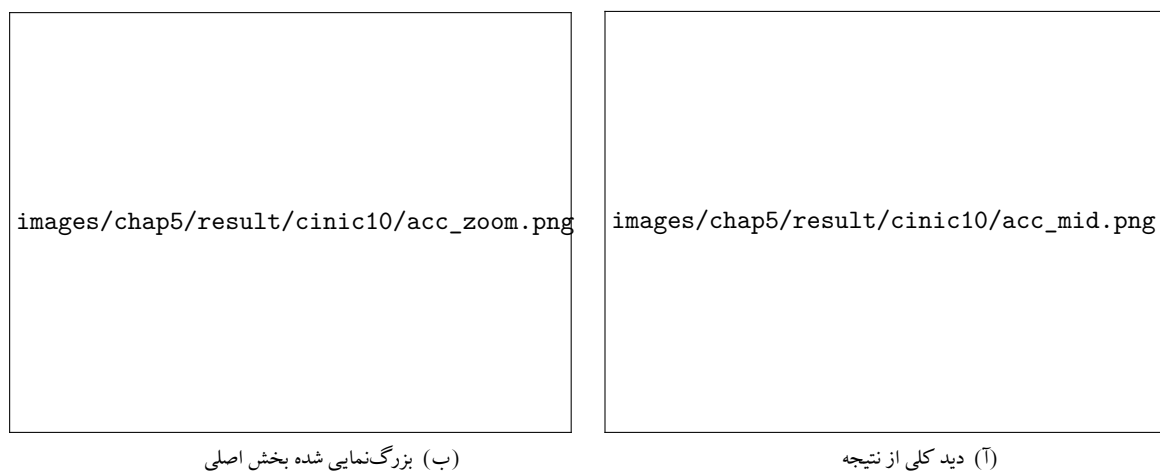 images/chap5/result/cinic10/acc_mid.png
(آ) دید کلی از نتیجه
images/chap5/result/cinic10/acc_zoom.png
(ب) بزرگ‌نمایی شده بخش اصلی